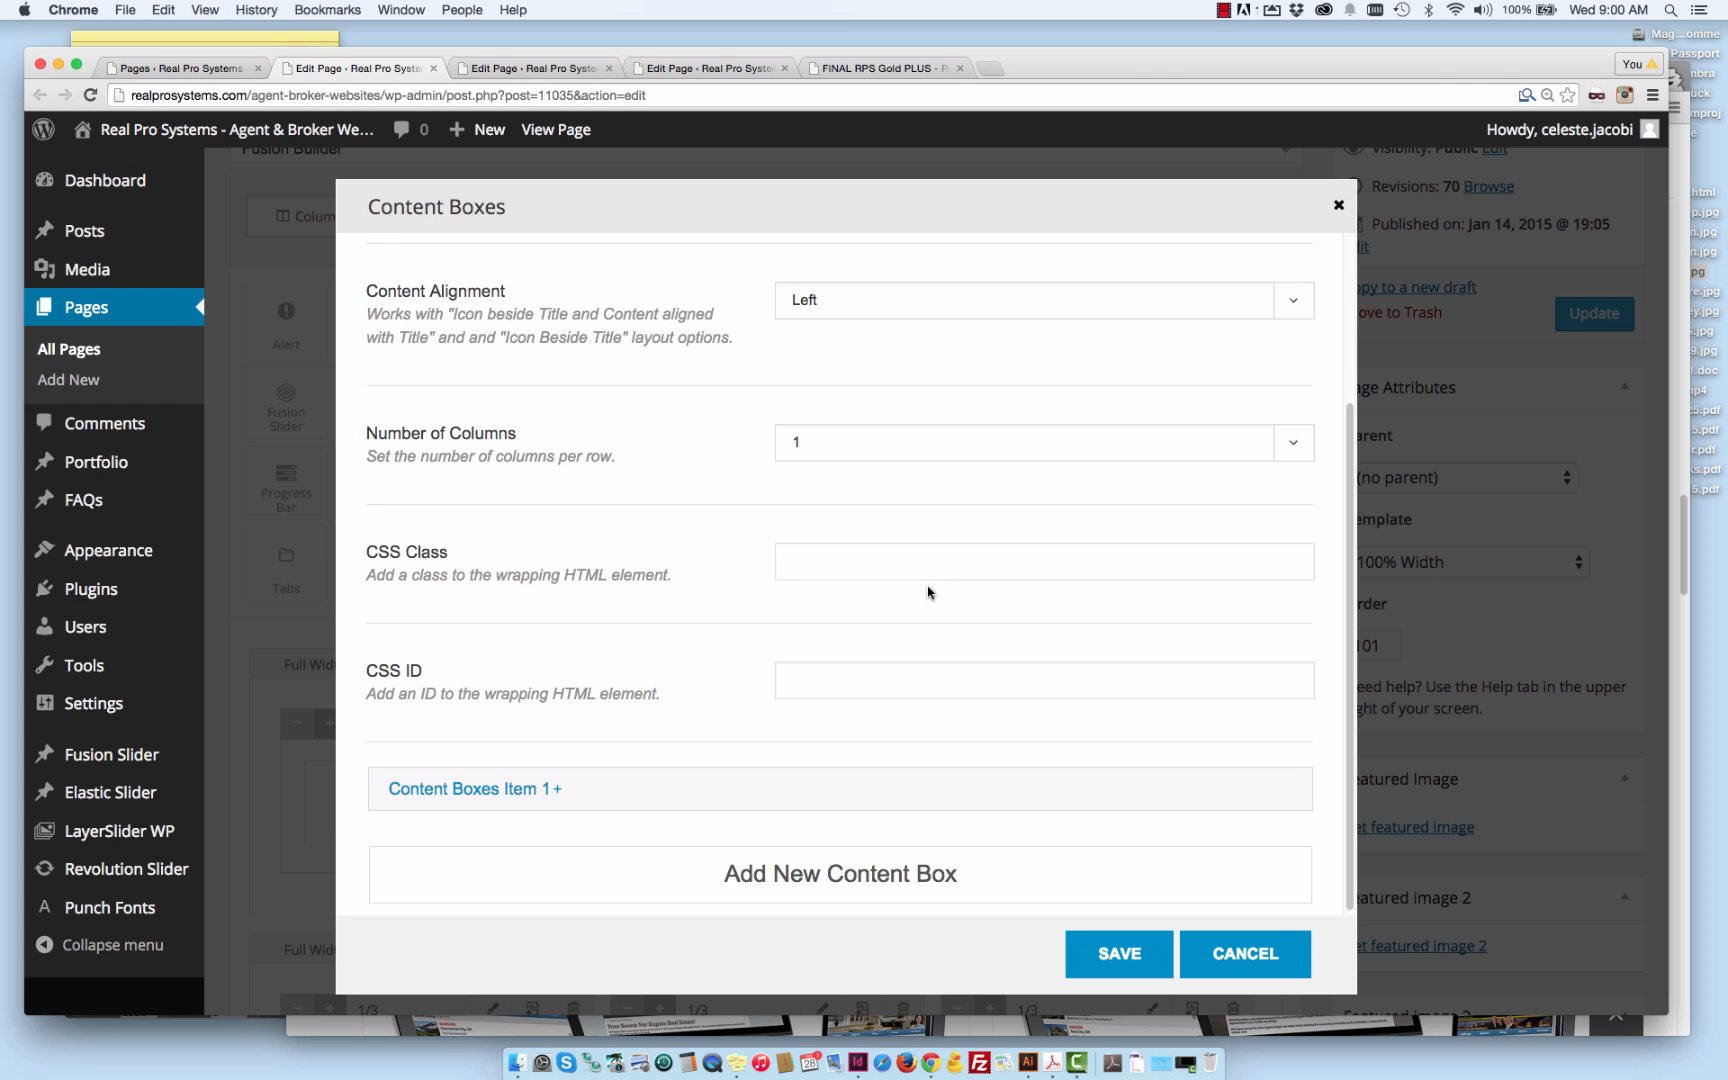 Chrome File Edit View History Bookmarks Window People Help 100% Wed 9:00 AM
Mag...omme
Passport
Pages ‹ Real Pro Systems
Edit Page ‹ Real Pro Syste
Edit Page ‹ Real Pro System
Edit Page ‹ Real Pro System
FINAL RPS Gold PLUS - R
You
realprosystems.com/agent-broker-websites/wp-admin/post.php?post=11035&action=edit
Real Pro Systems - Agent & Broker We... 0 New View Page Howdy, celeste.jacobi
Dashboard
Posts
Media
Pages
All Pages
Add New
Comments
Portfolio
FAQs
Appearance
Plugins
Users
Tools
Settings
Fusion Slider
Elastic Slider
LayerSlider WP
Revolution Slider
Punch Fonts
Collapse menu
Fusion Builder
Colum
Alert
Fusion
Slider
Progress
Bar
Tabs
Full Wid
Full Wid
Content Boxes
Content Alignment
Works with "Icon beside Title and Content aligned
with Title" and and "Icon Beside Title" layout options.
Left
Number of Columns
Set the number of columns per row.
1
CSS Class
Add a class to the wrapping HTML element.
CSS ID
Add an ID to the wrapping HTML element.
Content Boxes Item 1+
Add New Content Box
SAVE CANCEL
1/3 1/3 1/3
Visibility: Public Edit
Revisions: 70 Browse
Published on: Jan 14, 2015 @ 19:05
dit
opy to a new draft
ove to Trash
Update
age Attributes
arent
(no parent)
emplate
100% Width
rder
101
eed help? Use the Help tab in the upper
ght of your screen.
eatured Image
et featured image
eatured image 2
et featured image 2